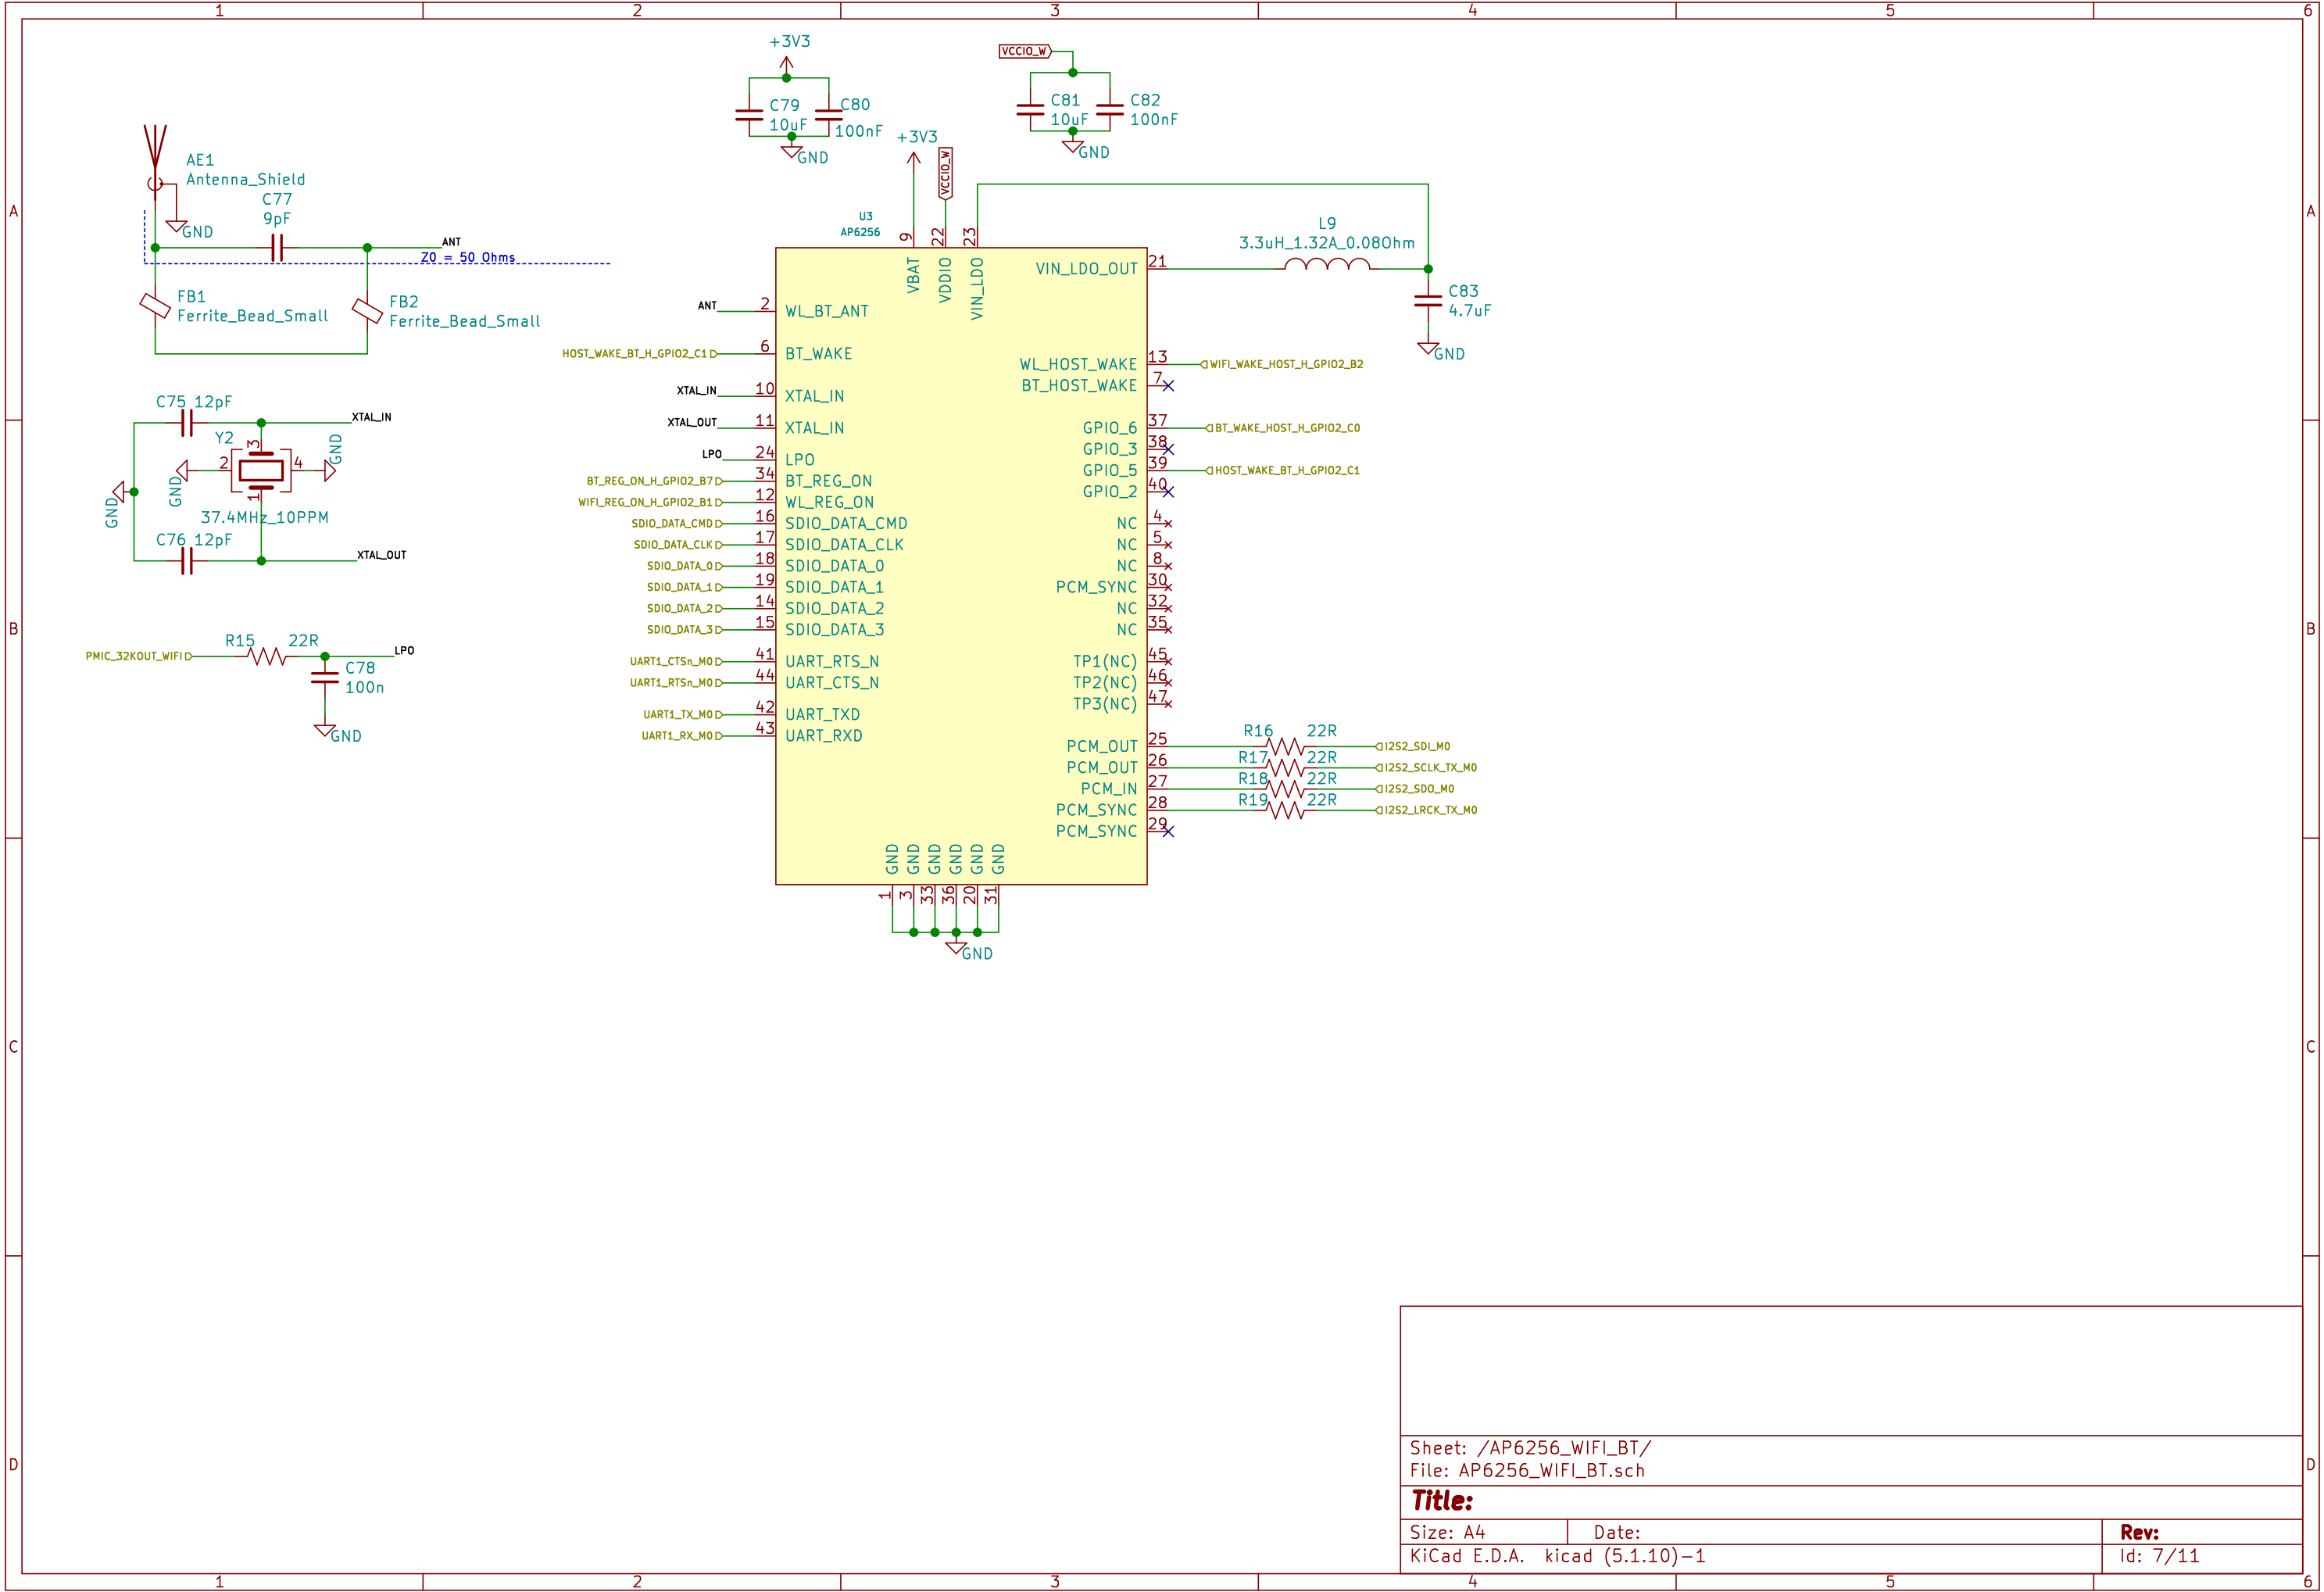 1 2 3 4 5 6
A
B
C
D
A
B
C
D
+3V3
C79
10uF
C80
100nF
GND
VCCIO_W
C81
10uF
C82
100nF
GND
AE1
Antenna_Shield
GND
C77
9pF
ANT
Z0 = 50 Ohms
FB1
Ferrite_Bead_Small
FB2
Ferrite_Bead_Small
C75 12pF
XTAL_IN
Y2
3
2
4
1
GND
GND
GND
37.4MHz_10PPM
C76 12pF
XTAL_OUT
PMIC_32KOUT_WIFI
R15 22R
LPO
C78
100n
GND
+3V3
VCCIO_W
U3
AP6256
9 VBAT
22 VDDIO
23 VIN_LDO
ANT 2 WL_BT_ANT
HOST_WAKE_BT_H_GPIO2_C1 6 BT_WAKE
XTAL_IN 10 XTAL_IN
XTAL_OUT 11 XTAL_IN
LPO 24 LPO
BT_REG_ON_H_GPIO2_B7 34 BT_REG_ON
WIFI_REG_ON_H_GPIO2_B1 12 WL_REG_ON
SDIO_DATA_CMD 16 SDIO_DATA_CMD
SDIO_DATA_CLK 17 SDIO_DATA_CLK
SDIO_DATA_0 18 SDIO_DATA_0
SDIO_DATA_1 19 SDIO_DATA_1
SDIO_DATA_2 14 SDIO_DATA_2
SDIO_DATA_3 15 SDIO_DATA_3
UART1_CTSn_M0 41 UART_RTS_N
UART1_RTSn_M0 44 UART_CTS_N
UART1_TX_M0 42 UART_TXD
UART1_RX_M0 43 UART_RXD
VIN_LDO_OUT 21
L9
3.3uH_1.32A_0.08Ohm
C83
4.7uF
GND
WL_HOST_WAKE 13 WIFI_WAKE_HOST_H_GPIO2_B2
BT_HOST_WAKE 7
GPIO_6 37 BT_WAKE_HOST_H_GPIO2_C0
GPIO_3 38
GPIO_5 39 HOST_WAKE_BT_H_GPIO2_C1
GPIO_2 40
NC 4
NC 5
NC 8
PCM_SYNC 30
NC 32
NC 35
TP1(NC) 45
TP2(NC) 46
TP3(NC) 47
PCM_OUT 25 R16 22R I2S2_SDI_M0
PCM_OUT 26 R17 22R I2S2_SCLK_TX_M0
PCM_IN 27 R18 22R I2S2_SDO_M0
PCM_SYNC 28 R19 22R I2S2_LRCK_TX_M0
PCM_SYNC 29
GND GND GND GND GND GND
1 3 33 36 20 31
GND
Sheet: /AP6256_WIFI_BT/
File: AP6256_WIFI_BT.sch
Title:
Size: A4 Date: Rev:
KiCad E.D.A. kicad (5.1.10)-1 Id: 7/11
1 2 3 4 5 6